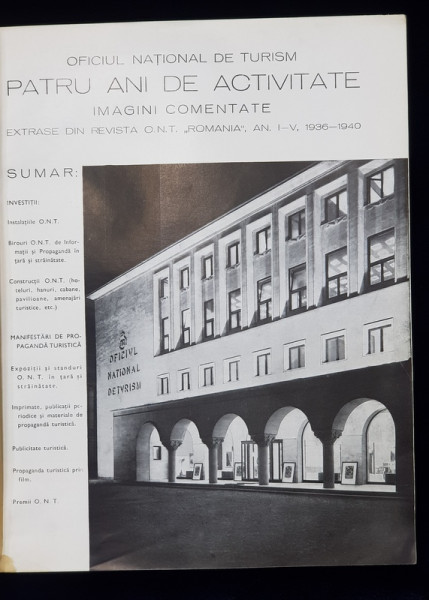 OFICIUL NAȚIONAL DE TURISM
PATRU ANI DE ACTIVITATE
IMAGINI COMENTATE
EXTRASE DIN REVISTA O.N.T. „ROMANIA”, AN. I–V, 1936–1940
SUMAR:
INVESTIȚII:
Instalațiile O.N.T.
Birouri O.N.T. de Infor-
mații și Propagandă în
țară și străinătate.
Construcții O.N.T. (ho-
teluri, hanuri, cabane,
pavilioane, amenajări
turistice, etc.)
MANIFESTĂRI DE PRO-
PAGANDĂ TURISTICĂ
Expoziții și standuri
O. N. T. în țară și
străinătate.
Imprimate, publicații pe-
riodice și materiale de
propagandă turistică.
Publicitate turistică.
Propaganda turistică prin
film.
Premii O.N.T.
OFICIUL
NAȚIONAL
DE TURISM